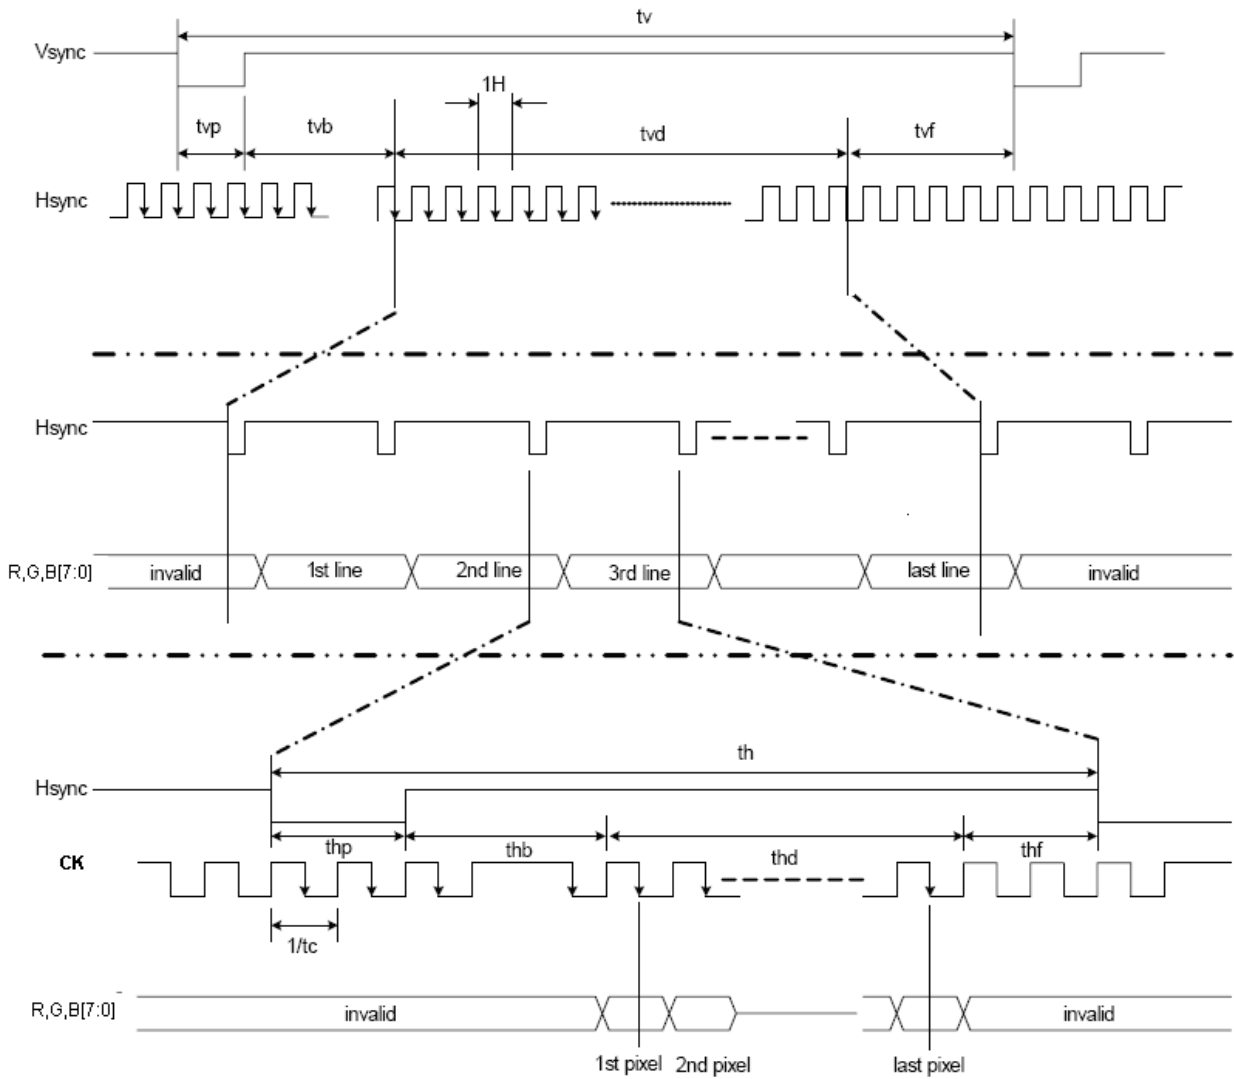 tv
Vsync
1H
tvp
tvb
tvd
tvf
Hsync
Hsync
R,G,B[7:0]
invalid
1st line
2nd line
3rd line
last line
invalid
th
Hsync
thp
thb
thd
thf
CK
1/tc
R,G,B[7:0]
invalid
invalid
1st pixel
2nd pixel
last pixel